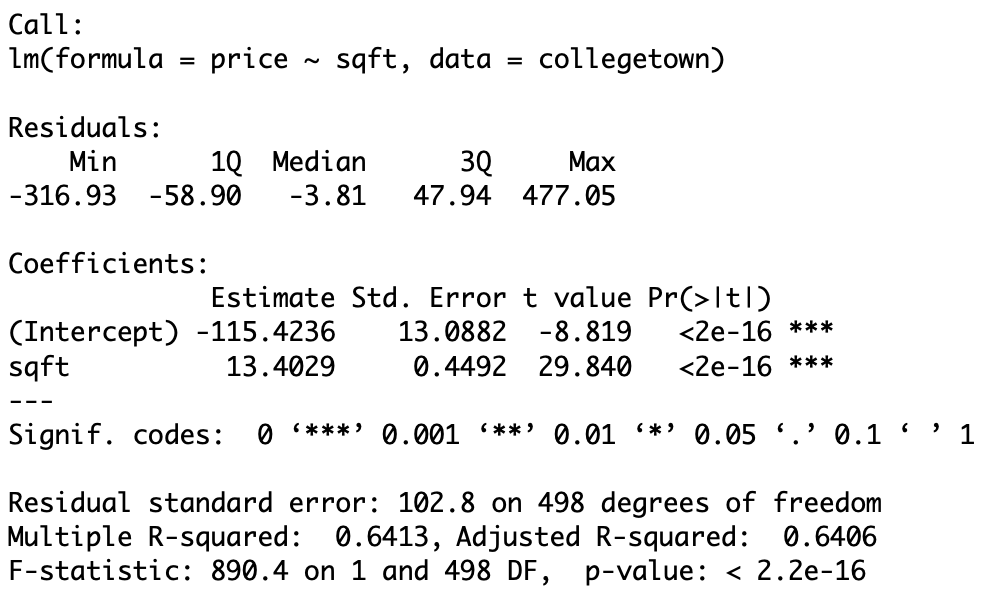 Call:
lm(formula = price ~ sqft, data = collegetown)
Residuals:
    Min      1Q  Median      3Q     Max
-316.93  -58.90   -3.81   47.94  477.05
Coefficients:
             Estimate Std. Error t value Pr(>|t|)
(Intercept) -115.4236    13.0882  -8.819   <2e-16 ***
sqft          13.4029     0.4492  29.840   <2e-16 ***
---
Signif. codes:  0 ‘***’ 0.001 ‘**’ 0.01 ‘*’ 0.05 ‘.’ 0.1 ‘ ’ 1
Residual standard error: 102.8 on 498 degrees of freedom
Multiple R-squared:  0.6413, Adjusted R-squared:  0.6406
F-statistic: 890.4 on 1 and 498 DF,  p-value: < 2.2e-16